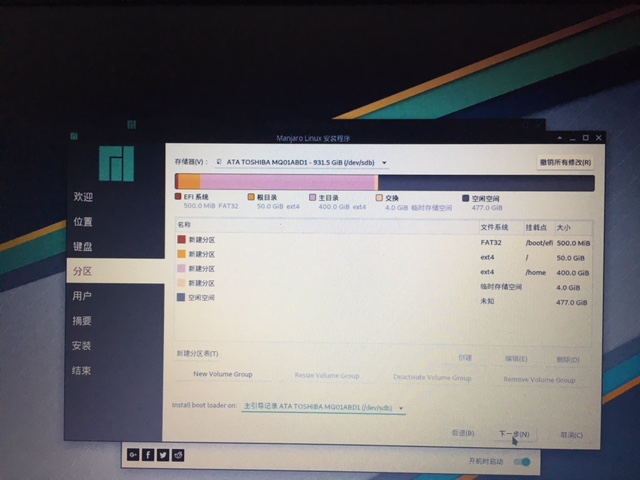 Manjaro Linux 安装程序
存储器(V)： ATA TOSHIBA MQ01ABD1 - 931.5 GiB (/dev/sdb) 撤销所有修改(R)
EFI 系统 根目录 主目录 交换 空闲空间
500.0 MiB FAT32 50.0 GiB ext4 400.0 GiB ext4 4.0 GiB 临时存储空间 477.0 GiB
欢迎
位置
键盘
分区
用户
摘要
安装
结束
名称 文件系统 挂载点 大小
新建分区 FAT32 /boot/efi 500.0 MiB
新建分区 ext4 / 50.0 GiB
新建分区 ext4 /home 400.0 GiB
新建分区 临时存储空间 4.0 GiB
空闲空间 未知 477.0 GiB
新建分区表(T) 创建 编辑(E) 删除(D)
New Volume Group Resize Volume Group Deactivate Volume Group Remove Volume Group
Install boot loader on: 主引导记录 ATA TOSHIBA MQ01ABD1 (/dev/sdb)
后退(B) 下一步(N) 取消(C)
开机时启动